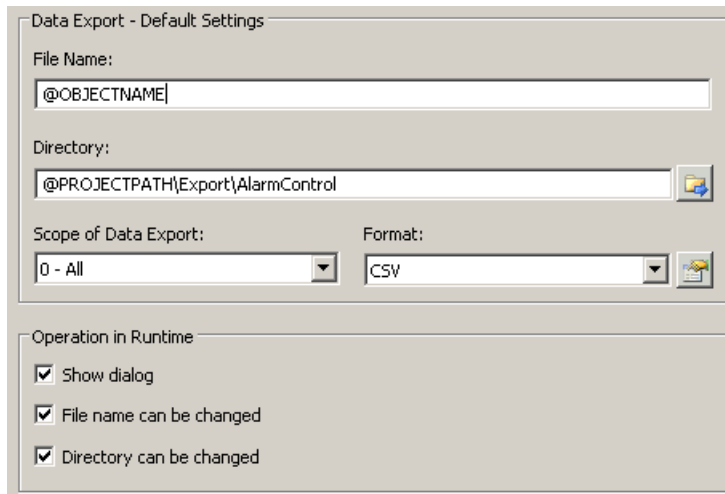 Data Export - Default Settings
File Name:
@OBJECTNAME
Directory:
@PROJECTPATH\Export\AlarmControl
Scope of Data Export: Format:
0 - All CSV
Operation in Runtime
Show dialog
File name can be changed
Directory can be changed